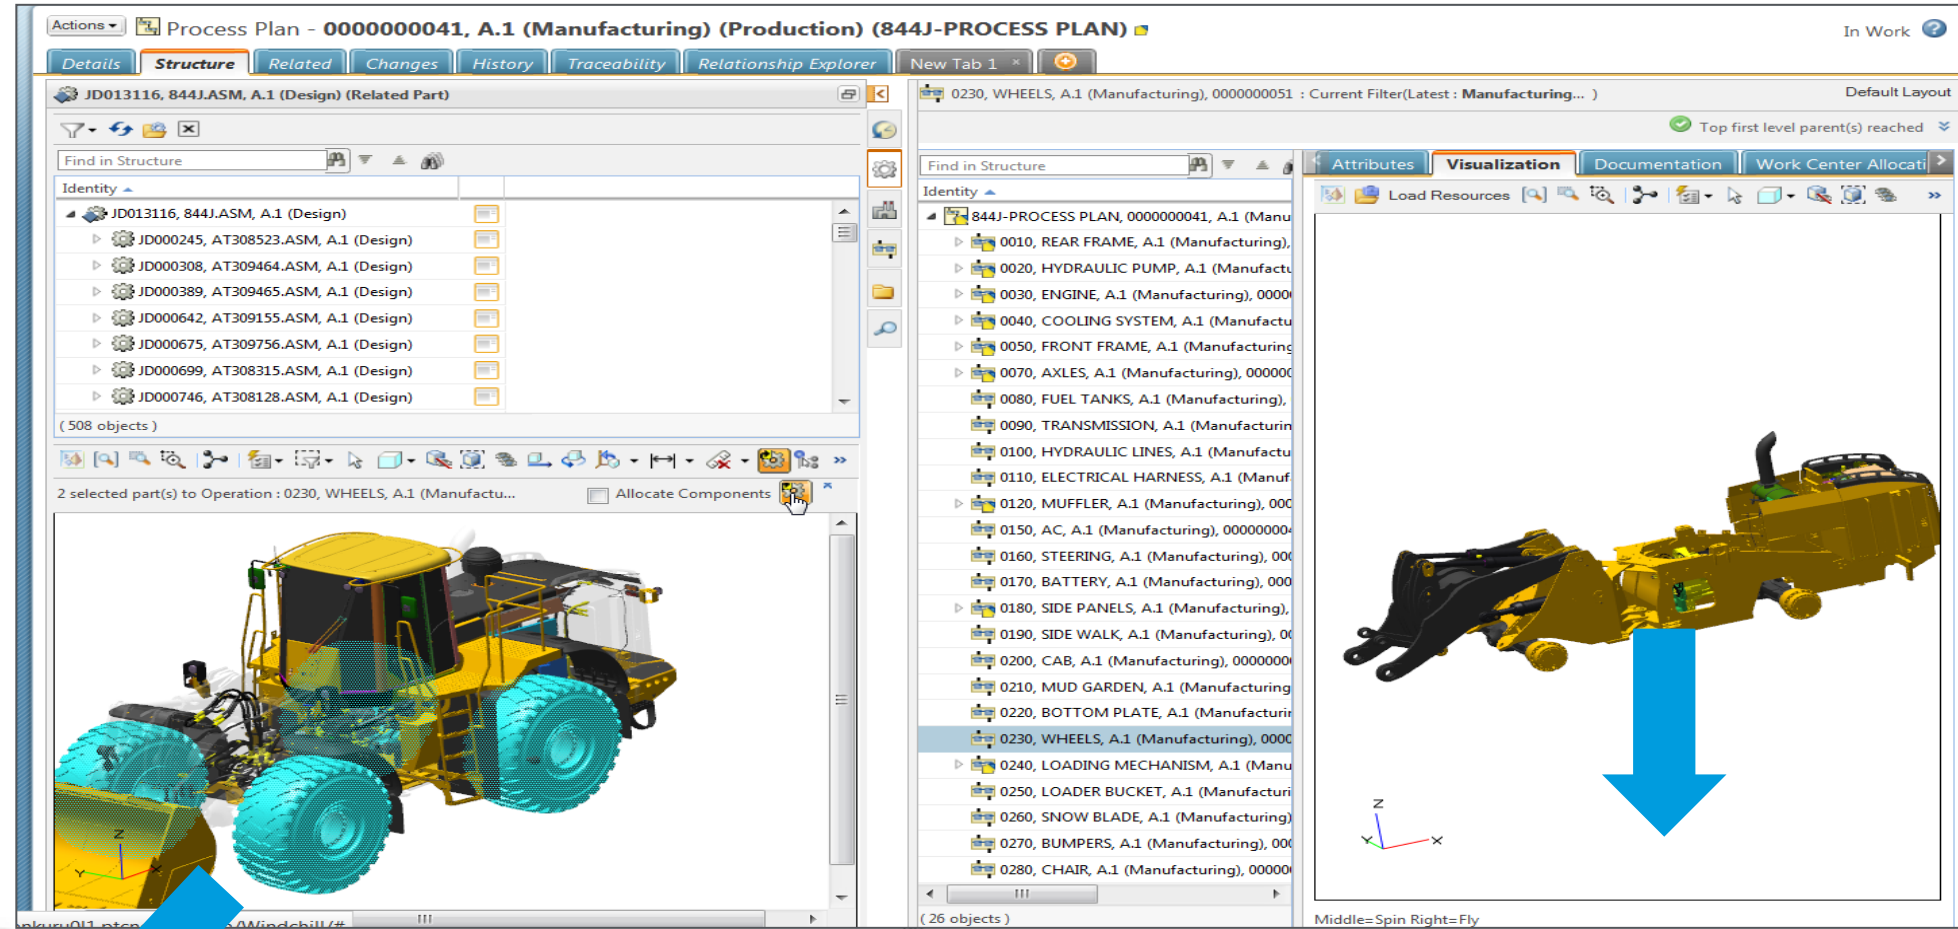 Actions Process Plan - 0000000041, A.1 (Manufacturing) (Production) (844J-PROCESS PLAN) In Work
Details Structure Related Changes History Traceability Relationship Explorer New Tab 1 ×
JD013116, 844J.ASM, A.1 (Design) (Related Part)
Find in Structure
Identity
JD013116, 844J.ASM, A.1 (Design)
JD000245, AT308523.ASM, A.1 (Design)
JD000308, AT309464.ASM, A.1 (Design)
JD000389, AT309465.ASM, A.1 (Design)
JD000642, AT309155.ASM, A.1 (Design)
JD000675, AT309756.ASM, A.1 (Design)
JD000699, AT308315.ASM, A.1 (Design)
JD000746, AT308128.ASM, A.1 (Design)
( 508 objects )
2 selected part(s) to Operation : 0230, WHEELS, A.1 (Manufactu... Allocate Components
Z
Y X
/Windchill/#
0230, WHEELS, A.1 (Manufacturing), 0000000051 : Current Filter(Latest : Manufacturing... ) Default Layout
Top first level parent(s) reached
Find in Structure
Identity
844J-PROCESS PLAN, 0000000041, A.1 (Manu
0010, REAR FRAME, A.1 (Manufacturing),
0020, HYDRAULIC PUMP, A.1 (Manufactu
0030, ENGINE, A.1 (Manufacturing), 0000
0040, COOLING SYSTEM, A.1 (Manufactu
0050, FRONT FRAME, A.1 (Manufacturing
0070, AXLES, A.1 (Manufacturing), 000000
0080, FUEL TANKS, A.1 (Manufacturing),
0090, TRANSMISSION, A.1 (Manufacturin
0100, HYDRAULIC LINES, A.1 (Manufactu
0110, ELECTRICAL HARNESS, A.1 (Manuf
0120, MUFFLER, A.1 (Manufacturing), 000
0150, AC, A.1 (Manufacturing), 000000004
0160, STEERING, A.1 (Manufacturing), 000
0170, BATTERY, A.1 (Manufacturing), 000
0180, SIDE PANELS, A.1 (Manufacturing),
0190, SIDE WALK, A.1 (Manufacturing), 00
0200, CAB, A.1 (Manufacturing), 00000000
0210, MUD GARDEN, A.1 (Manufacturing
0220, BOTTOM PLATE, A.1 (Manufacturin
0230, WHEELS, A.1 (Manufacturing), 0000
0240, LOADING MECHANISM, A.1 (Manu
0250, LOADER BUCKET, A.1 (Manufacturi
0260, SNOW BLADE, A.1 (Manufacturing)
0270, BUMPERS, A.1 (Manufacturing), 000
0280, CHAIR, A.1 (Manufacturing), 00000
( 26 objects )
Attributes Visualization Documentation Work Center Allocati
Load Resources
Z
Y X
Middle=Spin Right=Fly